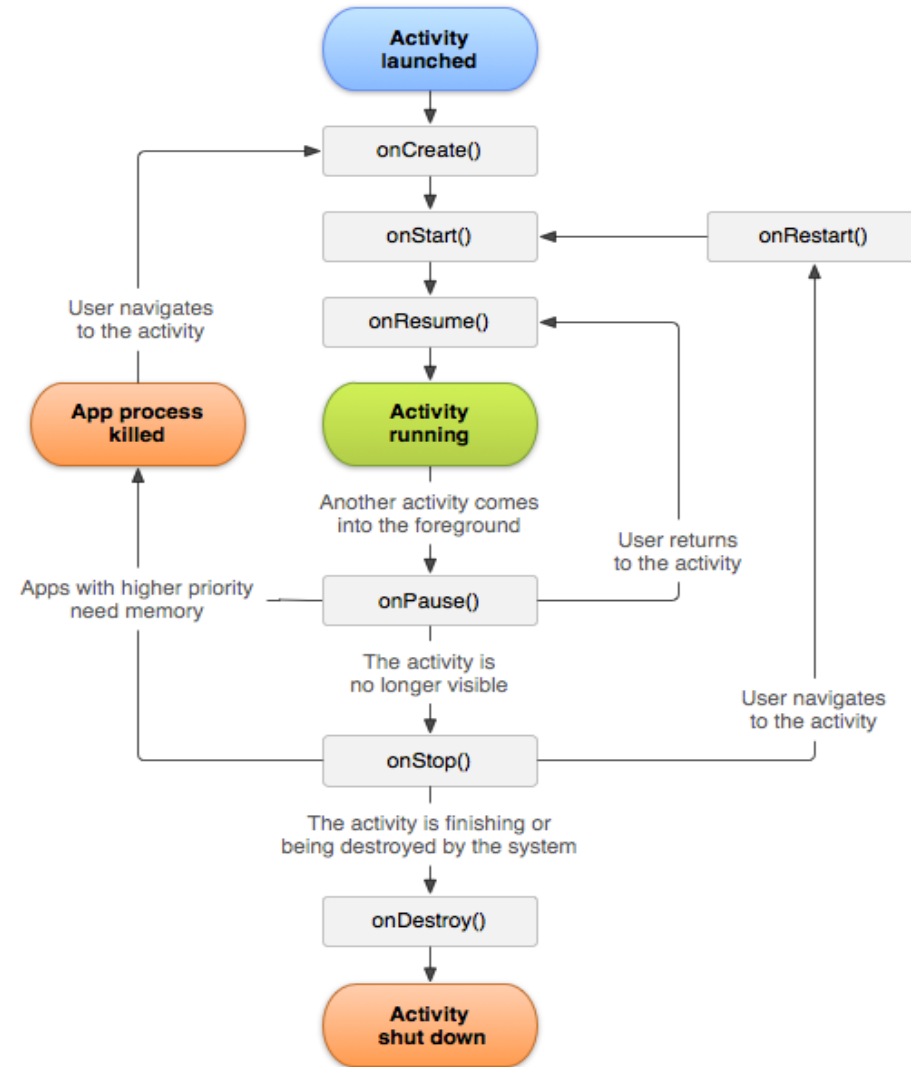 Activity
launched
onCreate()
onStart()
onRestart()
User navigates
to the activity
onResume()
App process
killed
Activity
running
Another activity comes
into the foreground
User returns
to the activity
Apps with higher priority
need memory
onPause()
The activity is
no longer visible
User navigates
to the activity
onStop()
The activity is finishing or
being destroyed by the system
onDestroy()
Activity
shut down